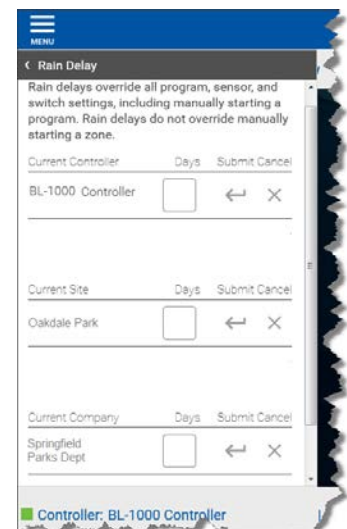 MENU
Rain Delay
Rain delays override all program, sensor, and
switch settings, including manually starting a
program. Rain delays do not override manually
starting a zone.
Current Controller Days Submit Cancel
BL-1000 Controller
Current Site Days Submit Cancel
Oakdale Park
Current Company Days Submit Cancel
Springfield
Parks Dept
Controller: BL-1000 Controller